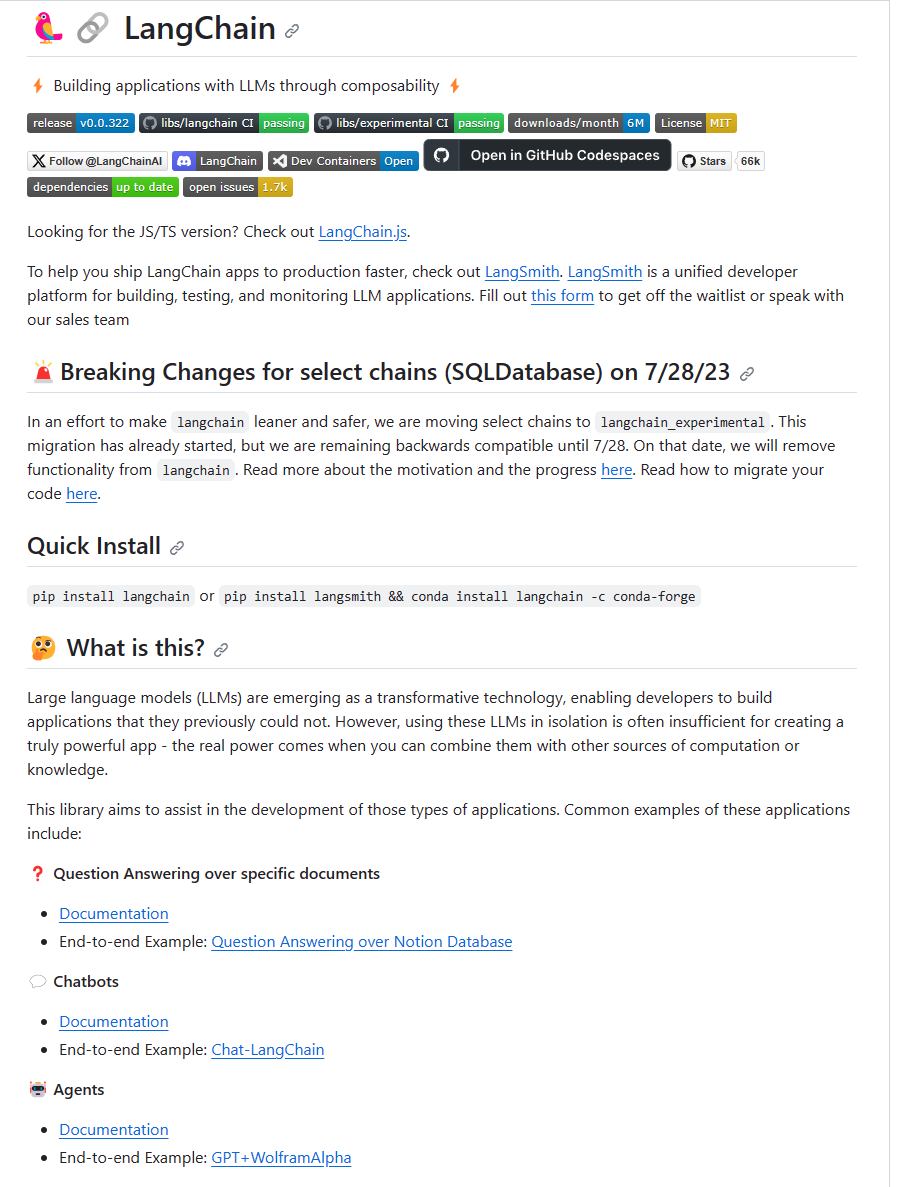 🦜️🔗 LangChain
⚡ Building applications with LLMs through composability ⚡
release v0.0.322 libs/langchain CI passing libs/experimental CI passing downloads/month 6M License MIT
Follow @LangChainAI LangChain Dev Containers Open Open in GitHub Codespaces Stars 66k
dependencies up to date open issues 1.7k
Looking for the JS/TS version? Check out LangChain.js.
To help you ship LangChain apps to production faster, check out LangSmith. LangSmith is a unified developer
platform for building, testing, and monitoring LLM applications. Fill out this form to get off the waitlist or speak with
our sales team
🚨Breaking Changes for select chains (SQLDatabase) on 7/28/23
In an effort to make langchain leaner and safer, we are moving select chains to langchain_experimental. This
migration has already started, but we are remaining backwards compatible until 7/28. On that date, we will remove
functionality from langchain. Read more about the motivation and the progress here. Read how to migrate your
code here.
Quick Install
pip install langchain or pip install langsmith && conda install langchain -c conda-forge
🤔 What is this?
Large language models (LLMs) are emerging as a transformative technology, enabling developers to build
applications that they previously could not. However, using these LLMs in isolation is often insufficient for creating a
truly powerful app - the real power comes when you can combine them with other sources of computation or
knowledge.
This library aims to assist in the development of those types of applications. Common examples of these applications
include:
❓ Question Answering over specific documents
• Documentation
• End-to-end Example: Question Answering over Notion Database
💬 Chatbots
• Documentation
• End-to-end Example: Chat-LangChain
🤖 Agents
• Documentation
• End-to-end Example: GPT+WolframAlpha